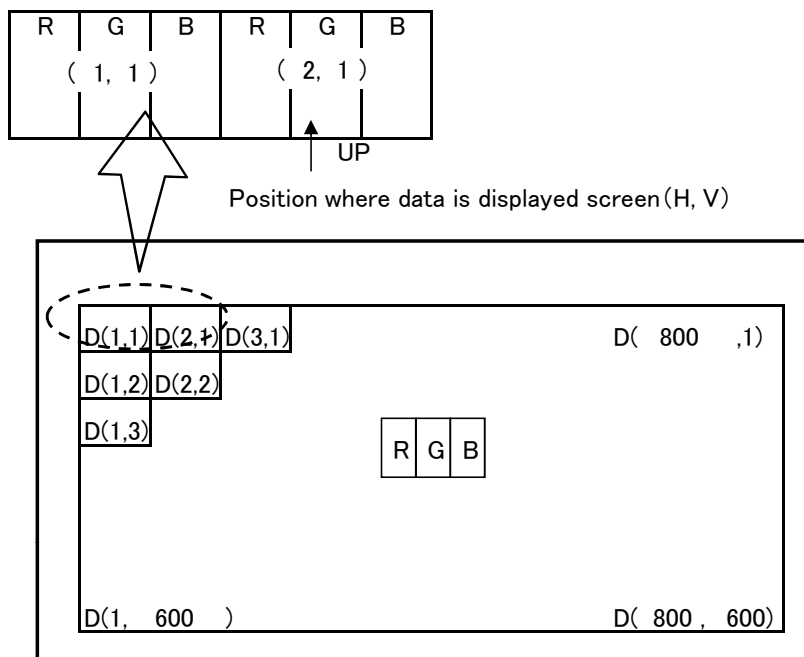 R G B R G B
( 1, 1 ) ( 2, 1 )
UP
Position where data is displayed screen(H, V)
D(1,1) D(2,1) D(3,1) D( 800 ,1)
D(1,2) D(2,2)
D(1,3)
R G B
D(1, 600 ) D( 800 , 600)